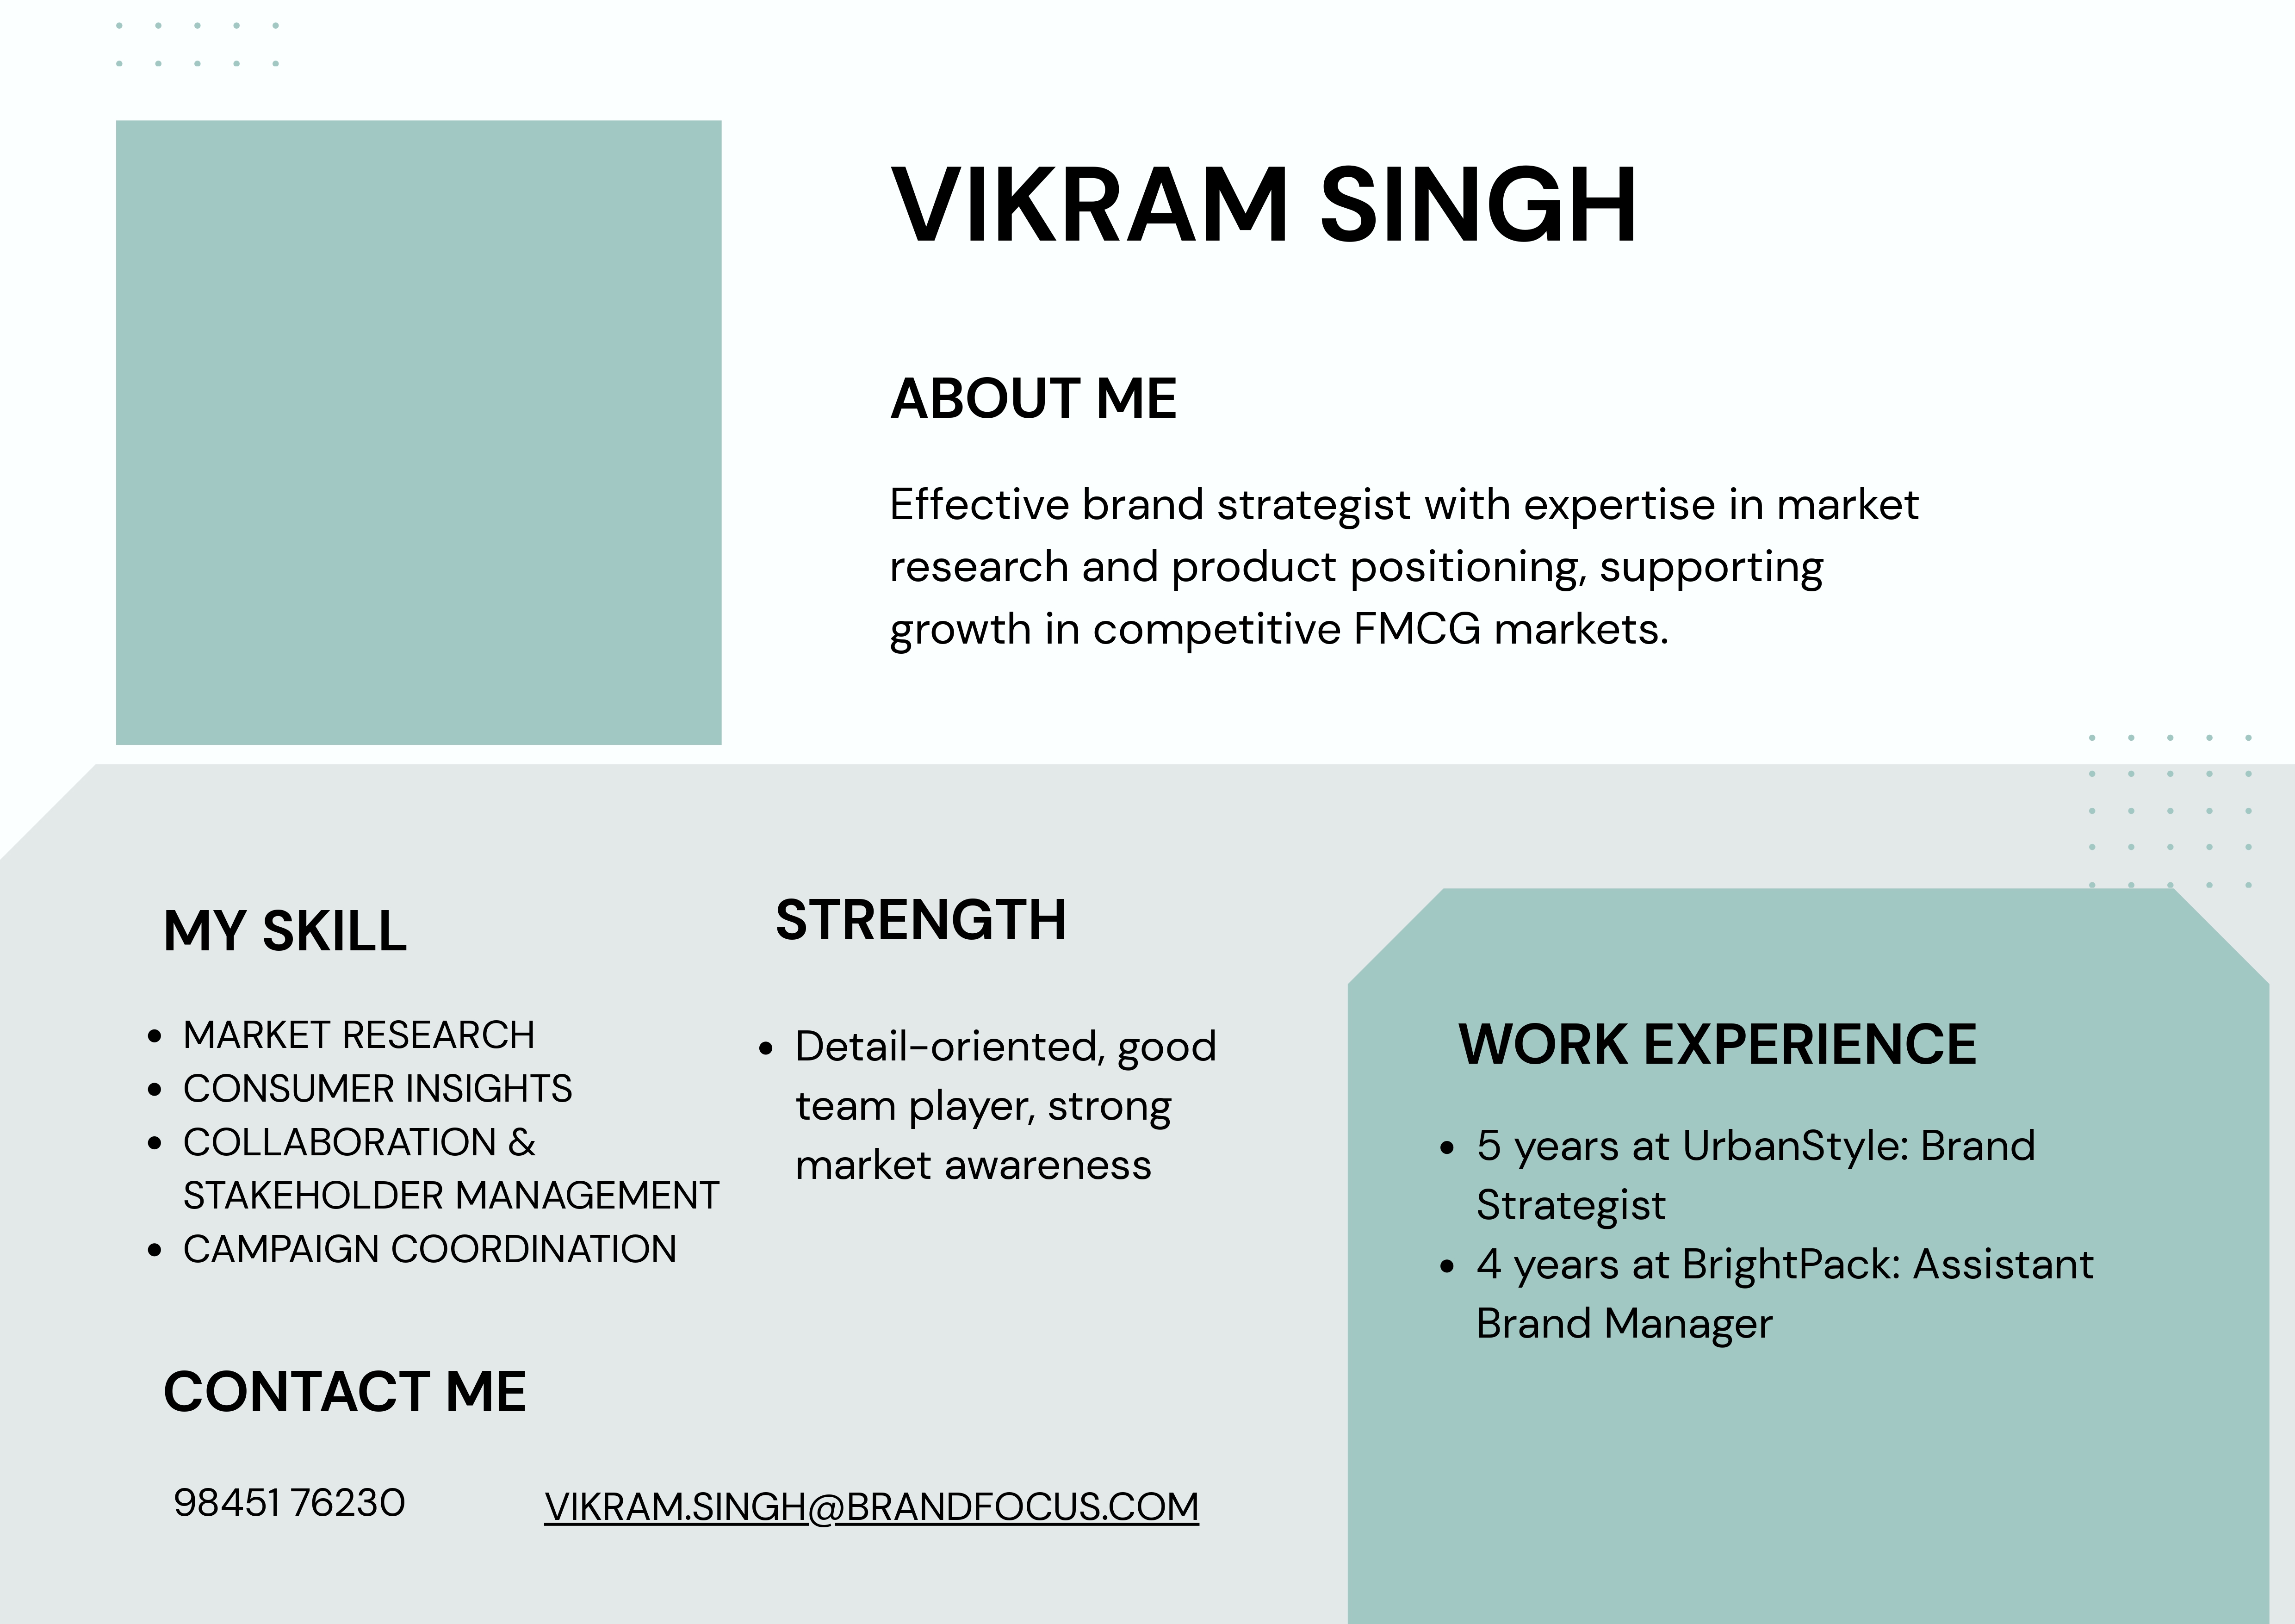 VIKRAM SINGH
ABOUT ME
Effective brand strategist with expertise in market
research and product positioning, supporting
growth in competitive FMCG markets.
MY SKILL
• MARKET RESEARCH
• CONSUMER INSIGHTS
• COLLABORATION &
STAKEHOLDER MANAGEMENT
• CAMPAIGN COORDINATION
STRENGTH
• Detail-oriented, good
team player, strong
market awareness
WORK EXPERIENCE
• 5 years at UrbanStyle: Brand
Strategist
• 4 years at BrightPack: Assistant
Brand Manager
CONTACT ME
98451 76230
VIKRAM.SINGH@BRANDFOCUS.COM